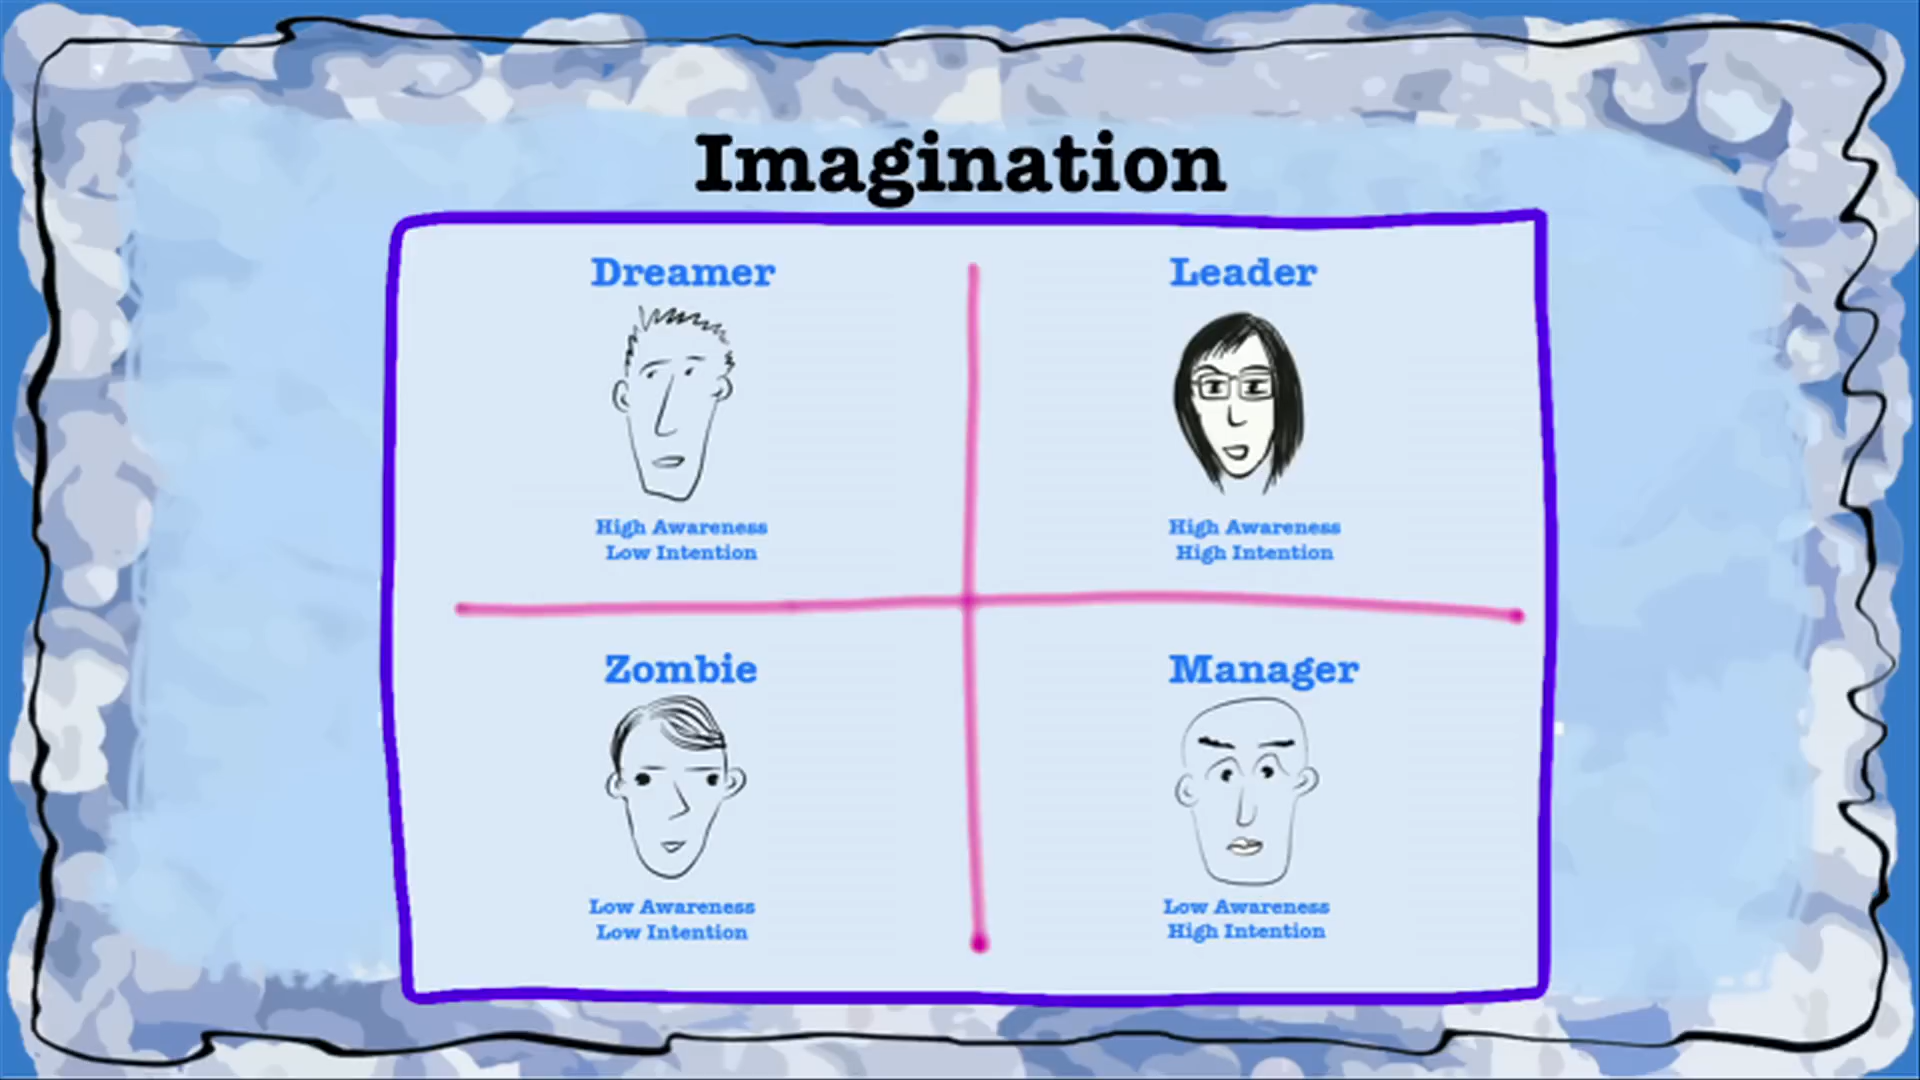 Imagination
Dreamer
High Awareness
Low Intention
Leader
High Awareness
High Intention
Zombie
Low Awareness
Low Intention
Manager
Low Awareness
High Intention